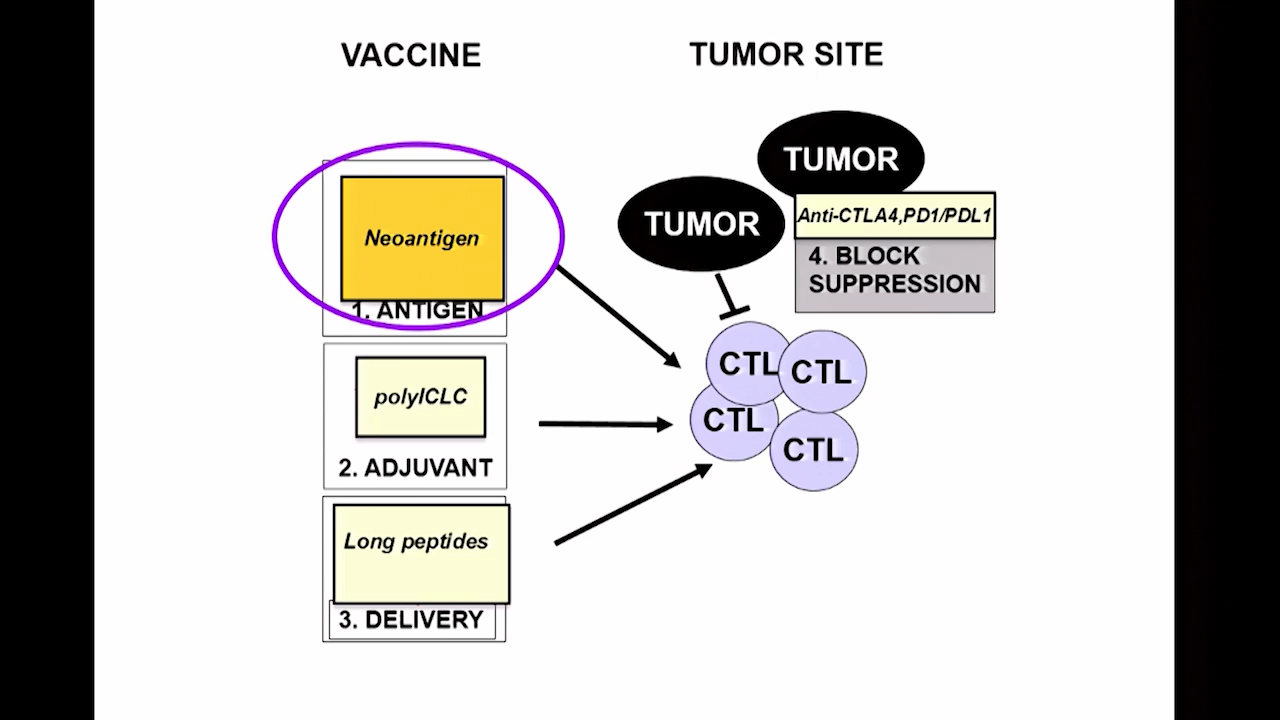 VACCINE
TUMOR SITE
Neoantigen
1. ANTIGEN
polyICLC
2. ADJUVANT
Long peptides
3. DELIVERY
TUMOR
TUMOR
Anti-CTLA4,PD1/PDL1
4. BLOCK
SUPPRESSION
CTL
CTL
CTL
CTL